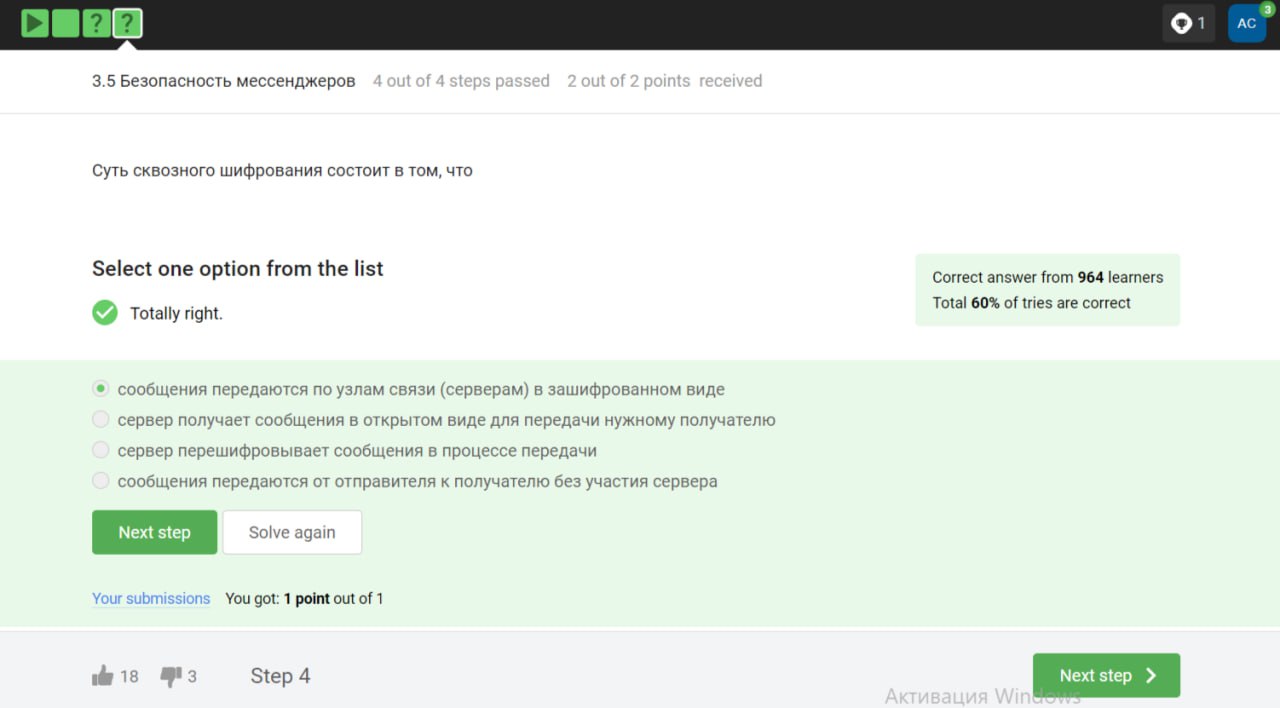 ? ?
1
AC
3
3.5 Безопасность мессенджеров 4 out of 4 steps passed 2 out of 2 points received
Суть сквозного шифрования состоит в том, что
Select one option from the list
Totally right.
Correct answer from 964 learners
Total 60% of tries are correct
сообщения передаются по узлам связи (серверам) в зашифрованном виде
сервер получает сообщения в открытом виде для передачи нужному получателю
сервер перешифровывает сообщения в процессе передачи
сообщения передаются от отправителя к получателю без участия сервера
Next step Solve again
Your submissions You got: 1 point out of 1
18 3 Step 4
Next step
Активация Windows